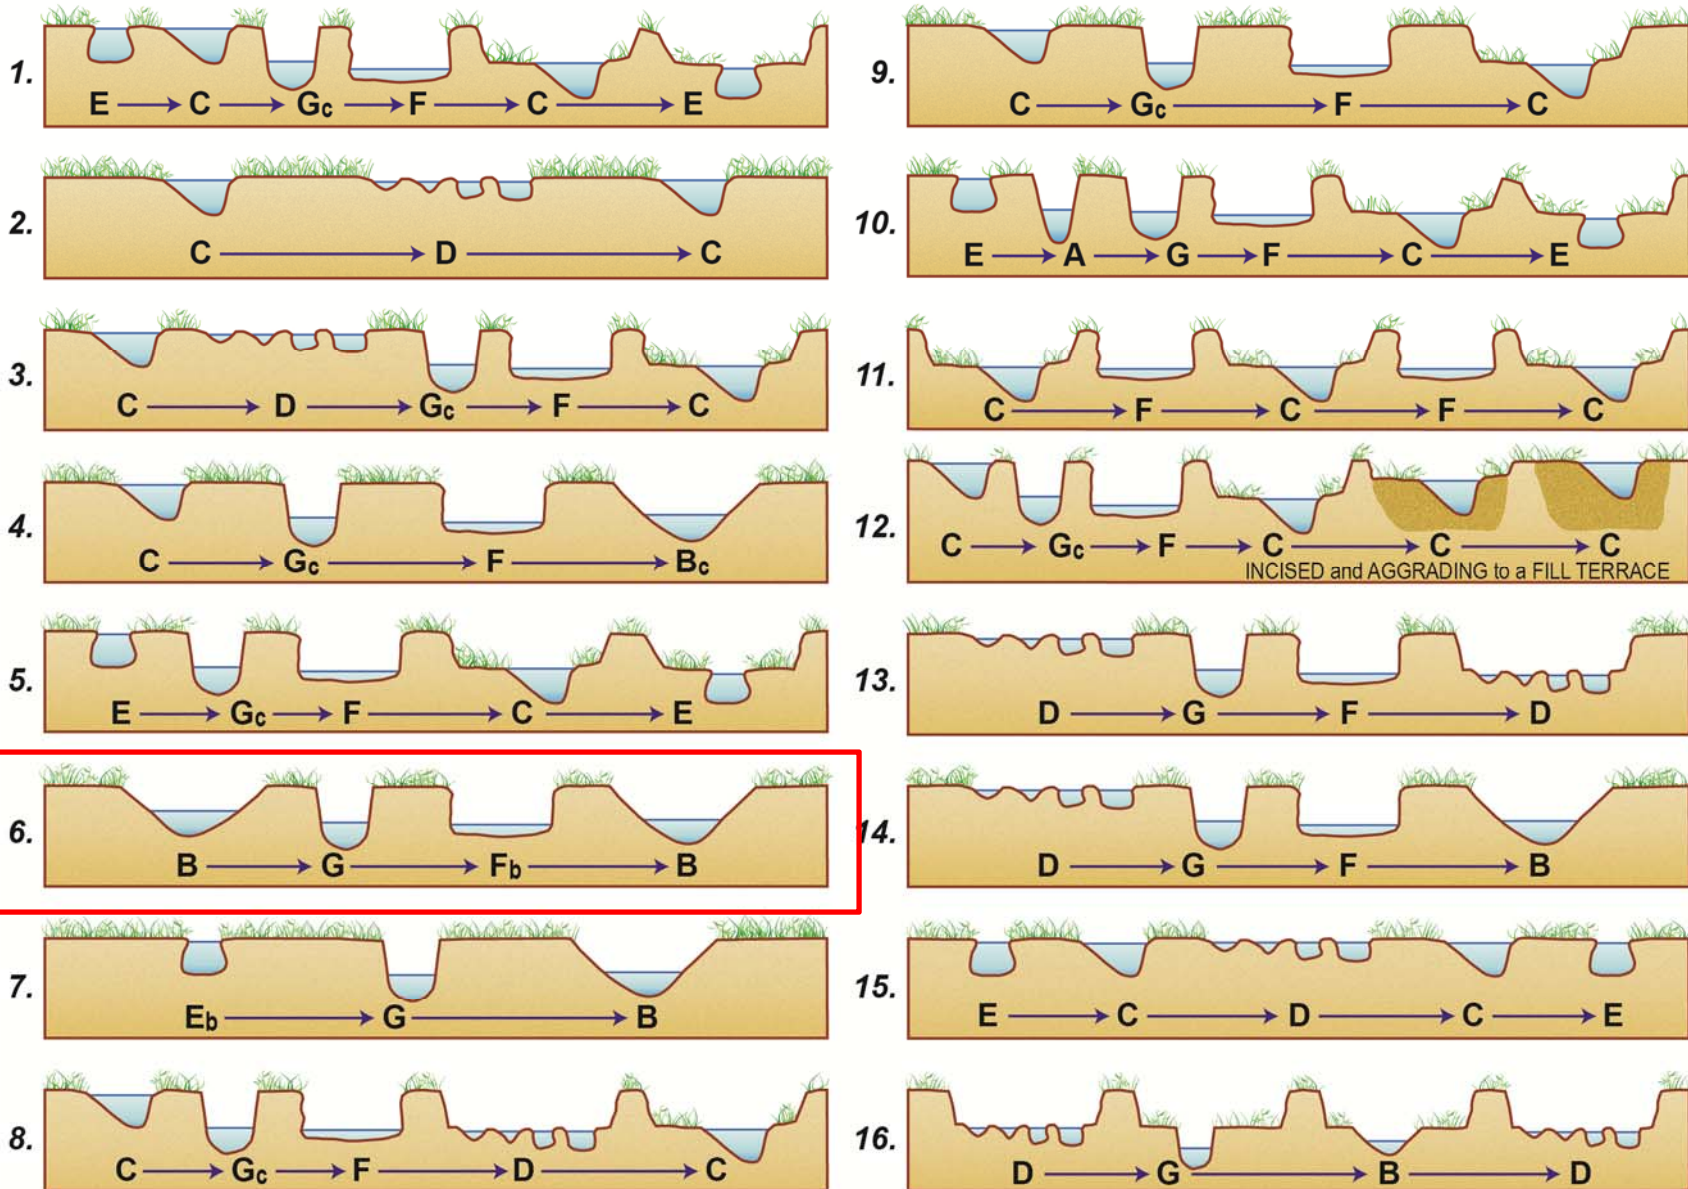 1.
E → C → Gc → F → C → E
2.
C → D → C
3.
C → D → Gc → F → C
4.
C → Gc → F → Bc
5.
E → Gc → F → C → E
6.
B → G → Fb → B
7.
Eb → G → B
8.
C → Gc → F → D → C
9.
C → Gc → F → C
10.
E → A → G → F → C → E
11.
C → F → C → F → C
12.
C → Gc → F → C → C → C
INCISED and AGGRADING to a FILL TERRACE
13.
D → G → F → D
14.
D → G → F → B
15.
E → C → D → C → E
16.
D → G → B → D